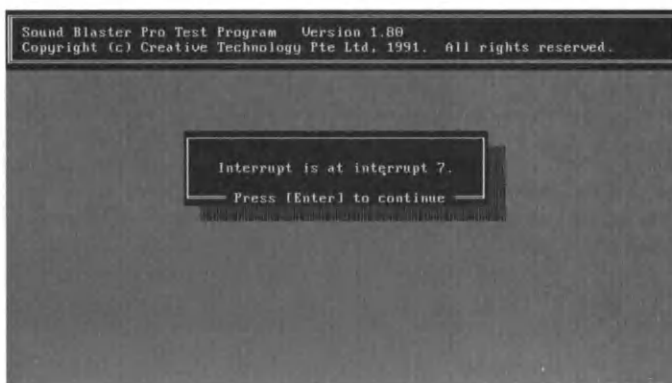 Sound Blaster Pro Test Program Version 1.80
Copyright (c) Creative Technology Pte Ltd, 1991. All rights reserved.
Interrupt is at interrupt 7.
Press [Enter] to continue